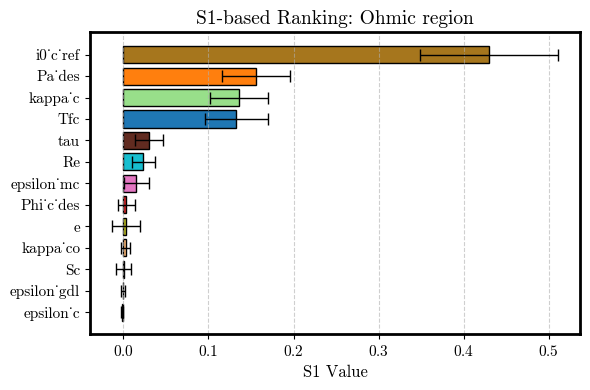 S1-based Ranking: Ohmic region
i0˙c˙ref
Pa˙des
kappa˙c
Tfc
tau
Re
epsilon˙mc
Phi˙c˙des
e
kappa˙co
Sc
epsilon˙gdl
epsilon˙c
0.0 0.1 0.2 0.3 0.4 0.5
S1 Value